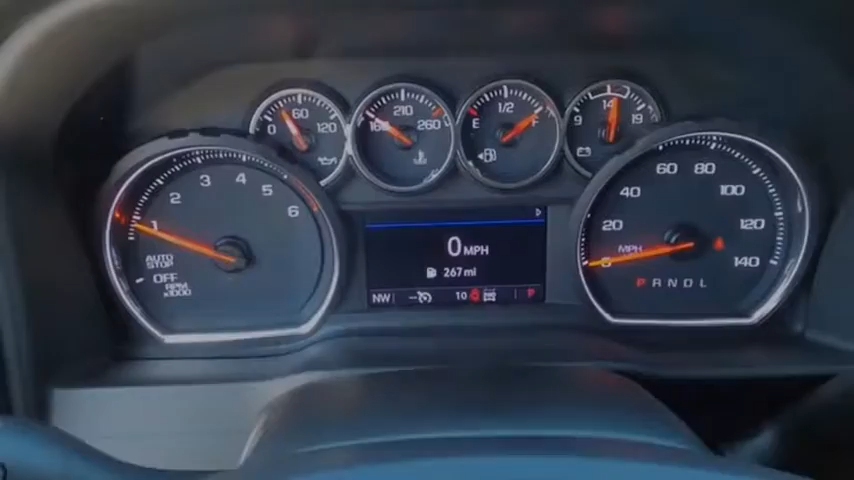 0 60 120
160 210 260
E 1/2 F
9 14 19
1 2 3 4 5 6
AUTO
STOP
OFF
RPM
x1000
0 MPH
267 mi
NW -- 10 P
0 20 40 60 80 100 120 140
MPH
PRNDL